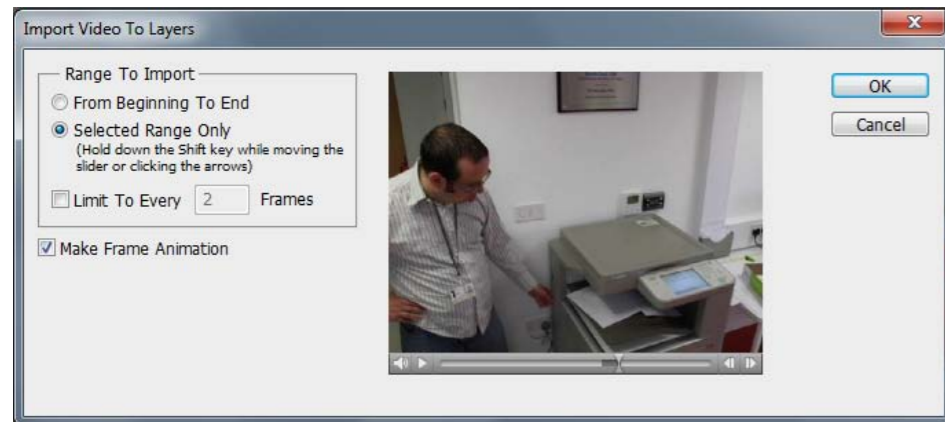 Import Video To Layers
Range To Import
From Beginning To End
Selected Range Only
(Hold down the Shift key while moving the
slider or clicking the arrows)
Limit To Every 2 Frames
Make Frame Animation
OK
Cancel